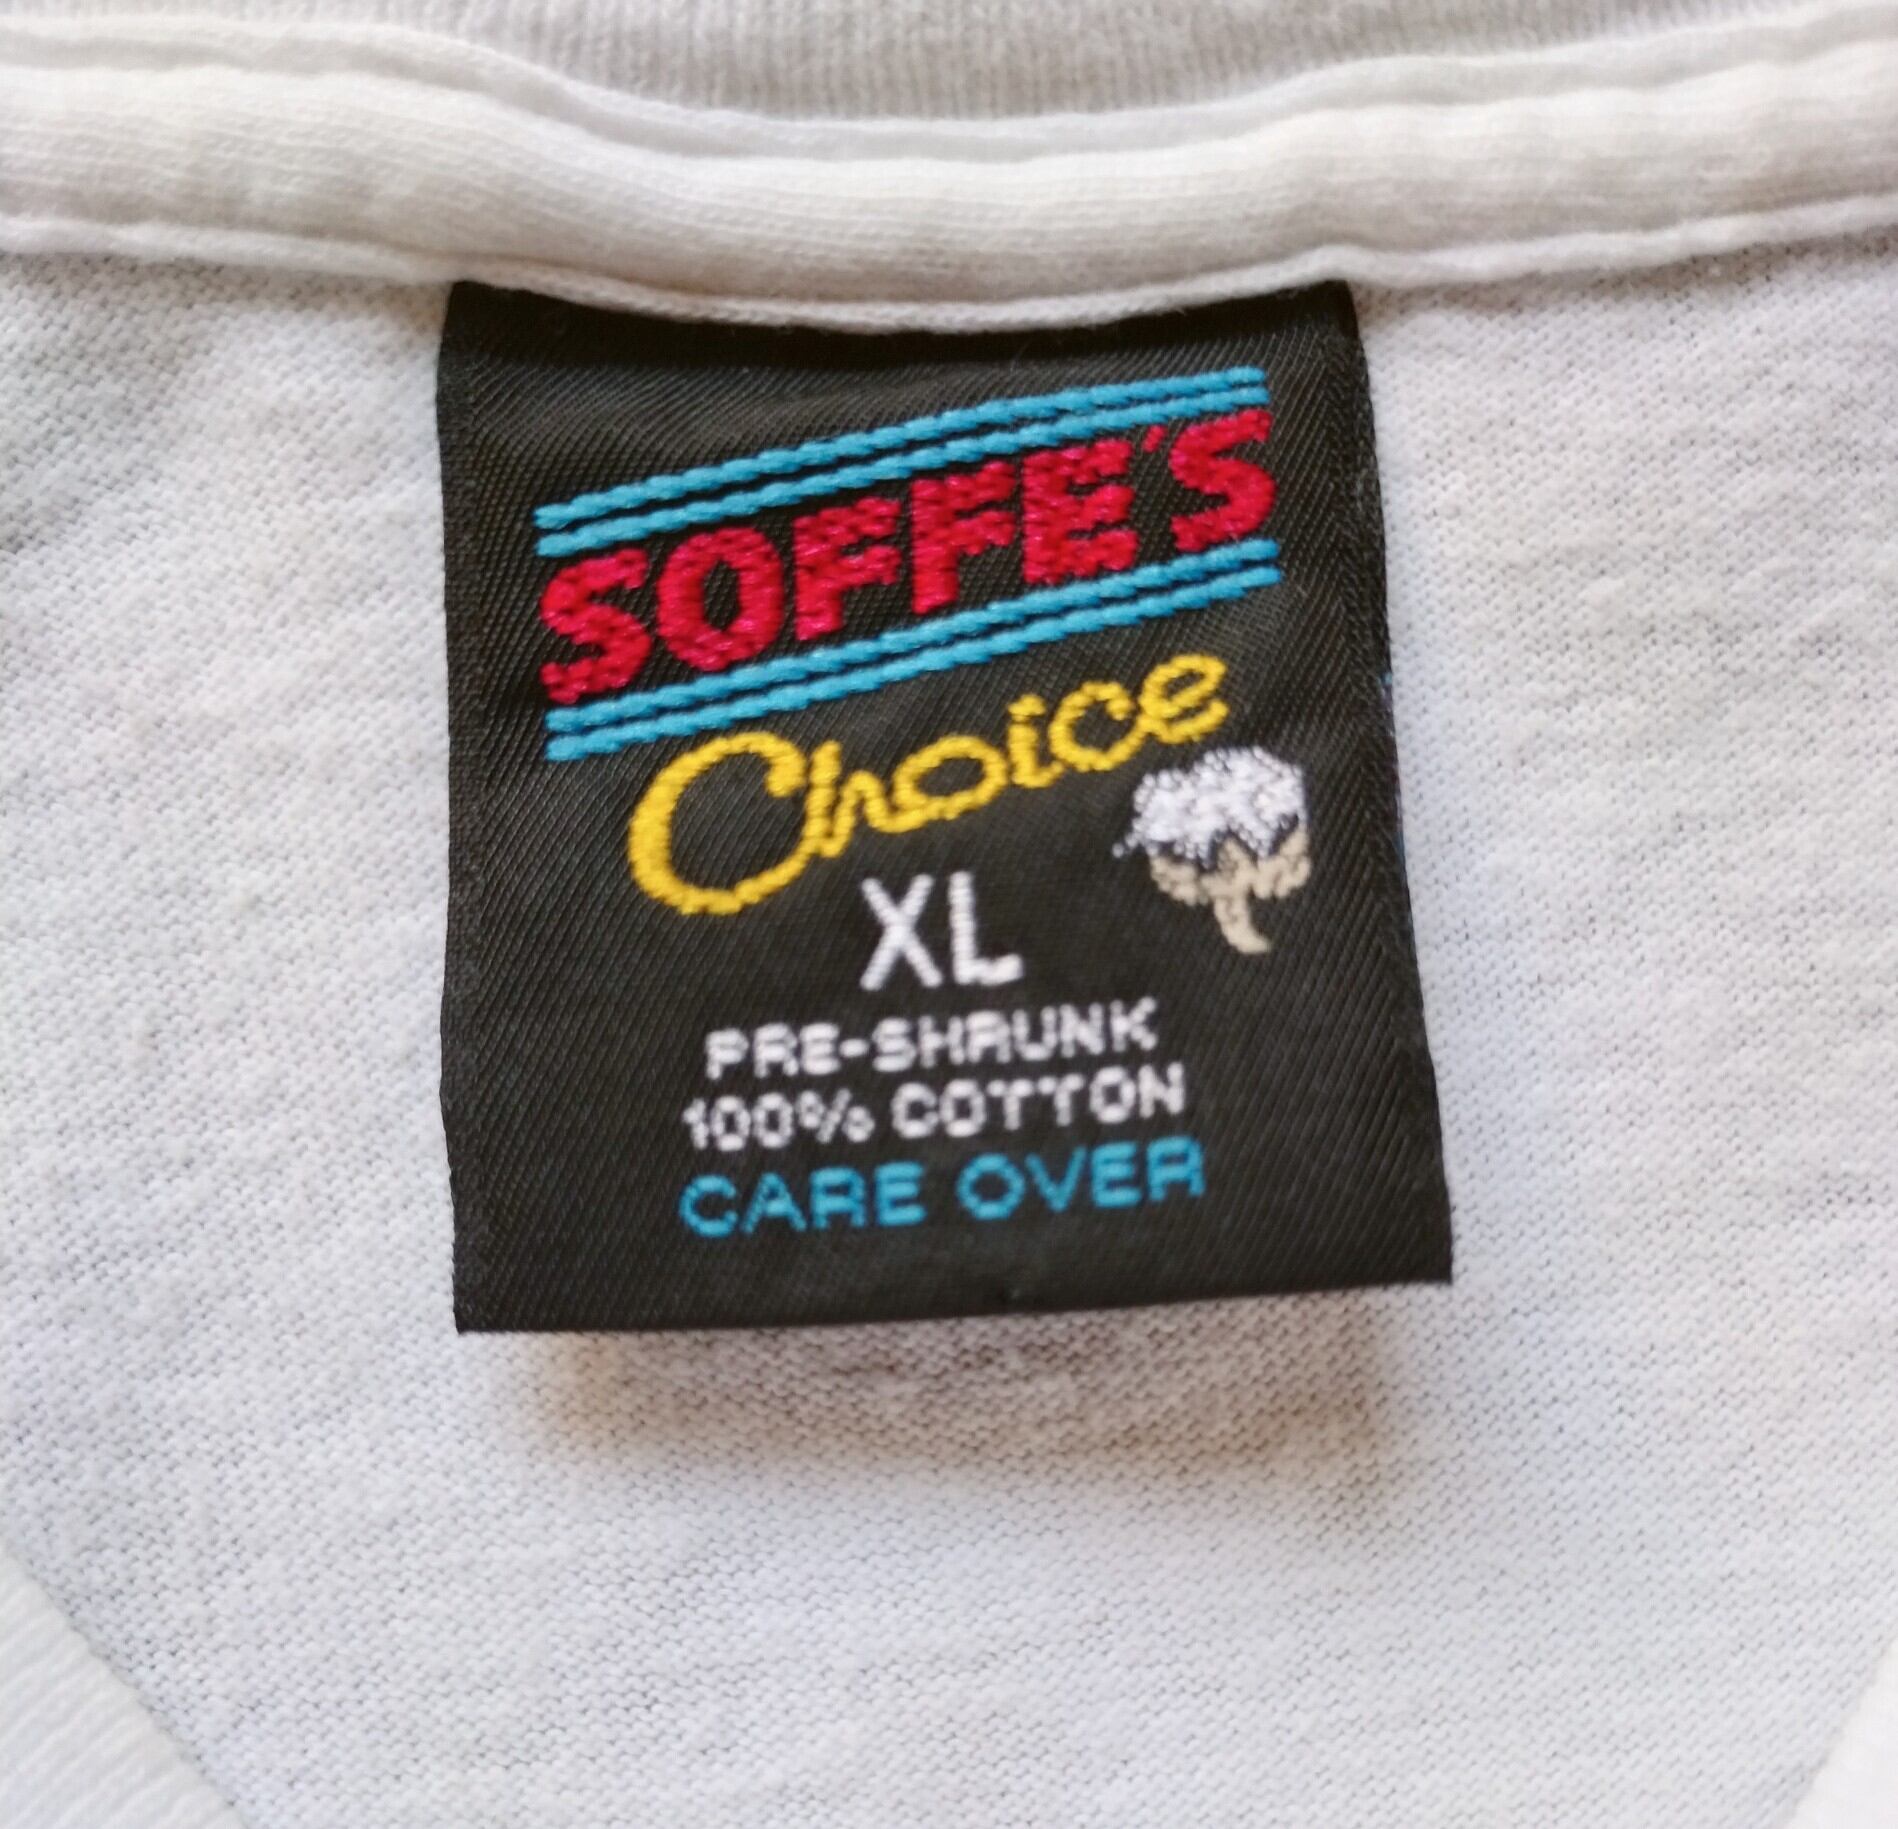 SOFFE'S
Choice
XL
PRE-SHRUNK
100% COTTON
CARE OVER